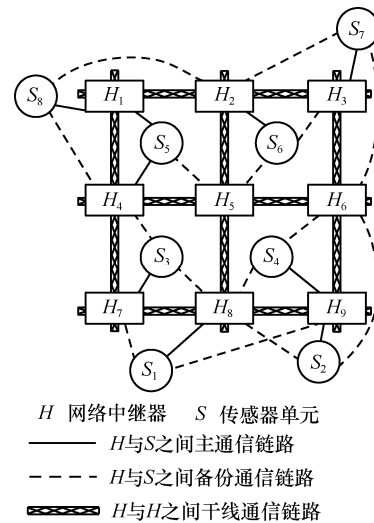 S₇
S₈
H₁
H₂
H₃
S₅
S₆
H₄
H₅
H₆
S₃
S₄
H₇
H₈
H₉
S₁
S₂
H 网络中继器 S 传感器单元
H与S之间主通信链路
H与S之间备份通信链路
H与H之间干线通信链路